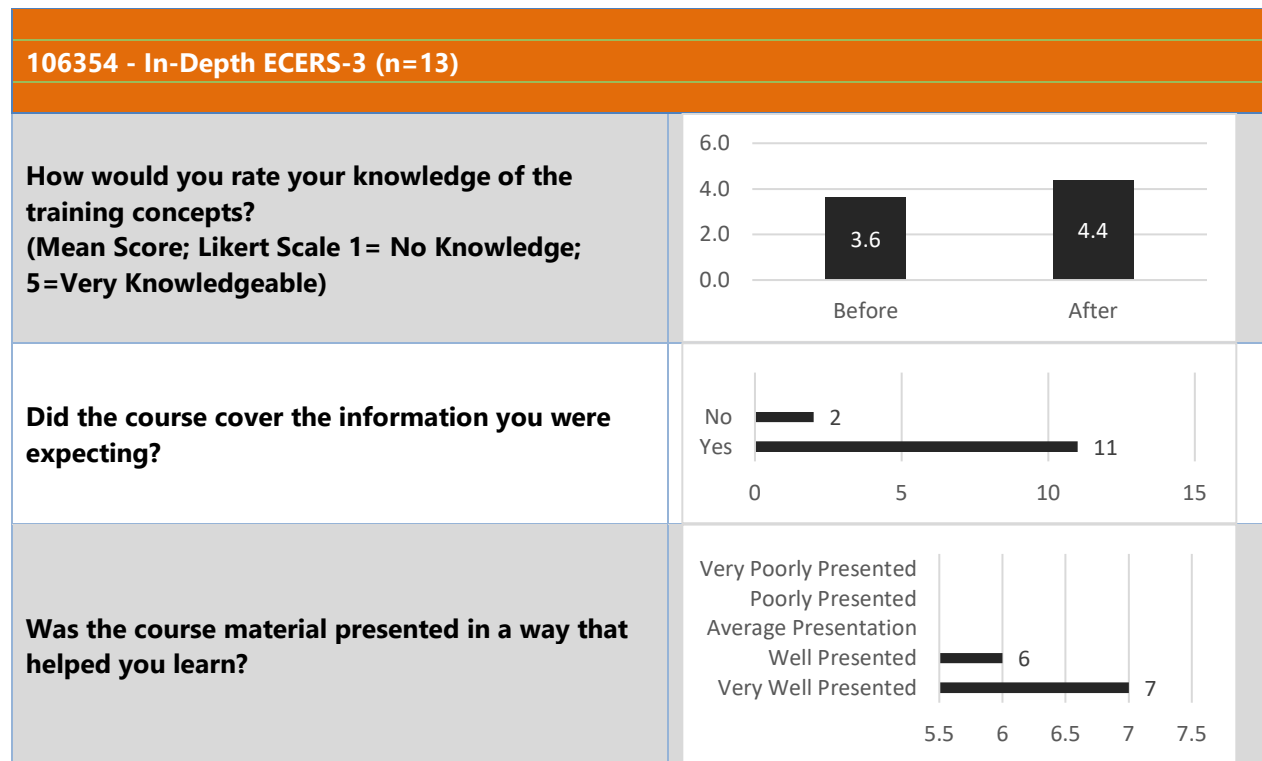 106354 - In-Depth ECERS-3 (n=13)
How would you rate your knowledge of the
training concepts?
(Mean Score; Likert Scale 1= No Knowledge;
5=Very Knowledgeable)
6.0
4.0
2.0
0.0
3.6
4.4
Before After
Did the course cover the information you were
expecting?
No 2
Yes 11
0 5 10 15
Was the course material presented in a way that
helped you learn?
Very Poorly Presented
Poorly Presented
Average Presentation
Well Presented 6
Very Well Presented 7
5.5 6 6.5 7 7.5